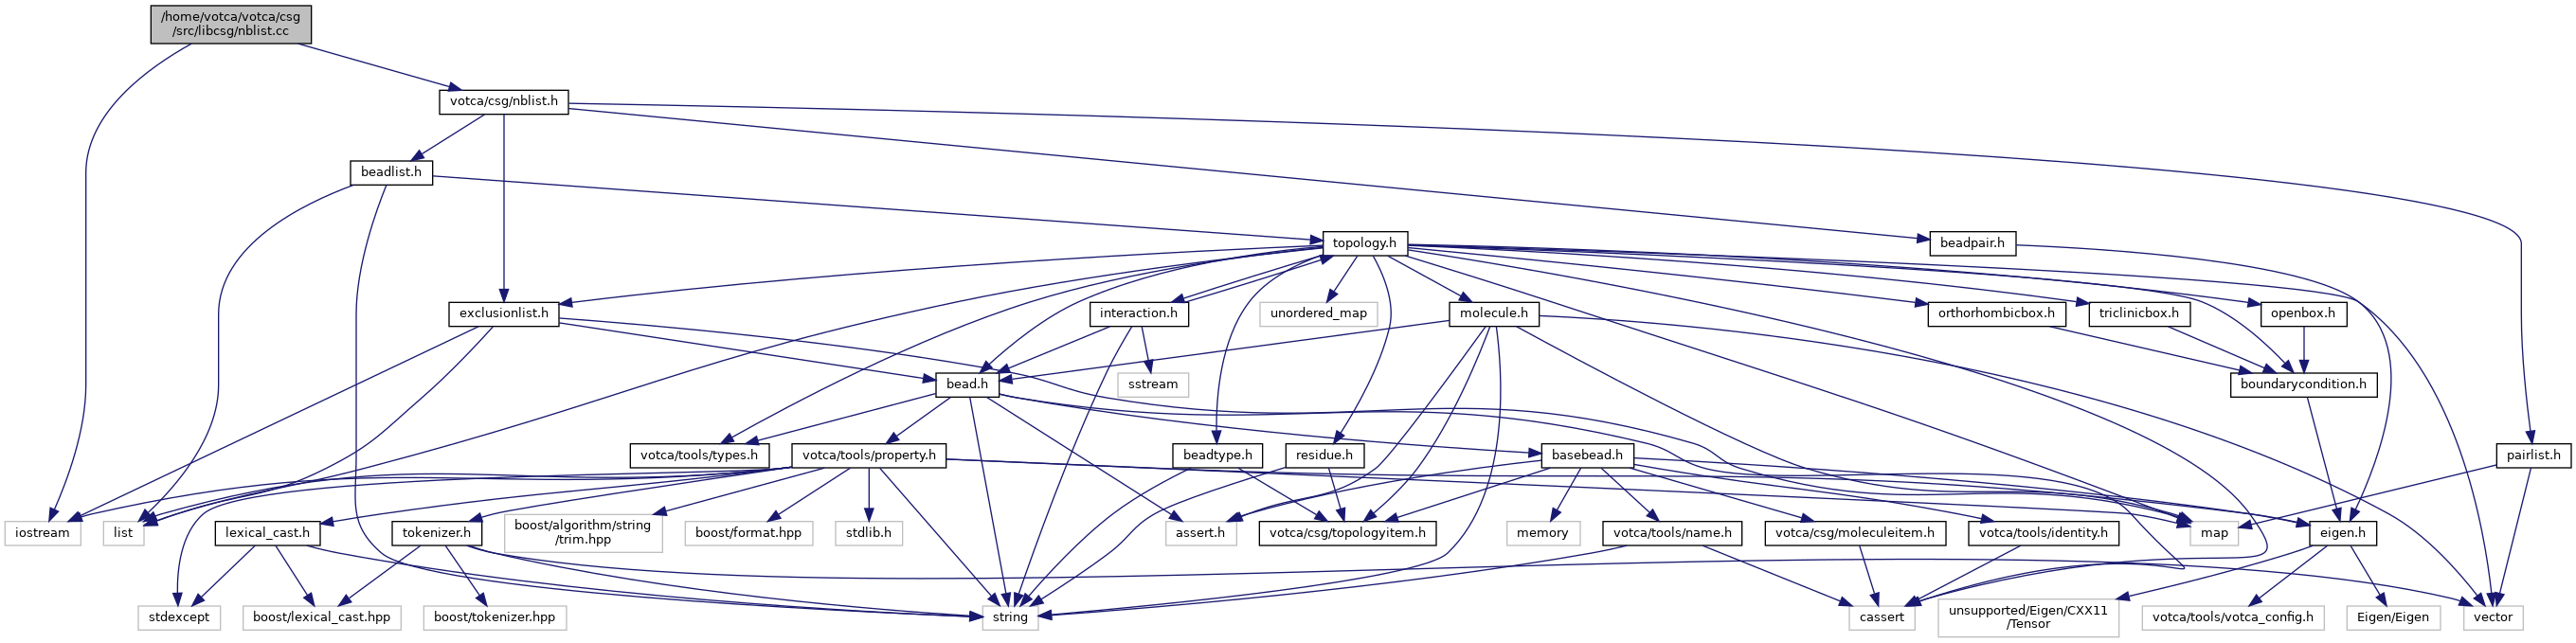 /home/votca/votca/csg
/src/libcsg/nblist.cc
votca/csg/nblist.h
beadlist.h
topology.h
beadpair.h
exclusionlist.h
interaction.h
unordered_map
molecule.h
orthorhombicbox.h
triclinicbox.h
openbox.h
bead.h
sstream
boundarycondition.h
votca/tools/types.h
votca/tools/property.h
beadtype.h
residue.h
basebead.h
pairlist.h
iostream
list
lexical_cast.h
tokenizer.h
boost/algorithm/string
/trim.hpp
boost/format.hpp
stdlib.h
assert.h
votca/csg/topologyitem.h
memory
votca/tools/name.h
votca/csg/moleculeitem.h
votca/tools/identity.h
map
eigen.h
stdexcept
boost/lexical_cast.hpp
boost/tokenizer.hpp
string
cassert
unsupported/Eigen/CXX11
/Tensor
votca/tools/votca_config.h
Eigen/Eigen
vector